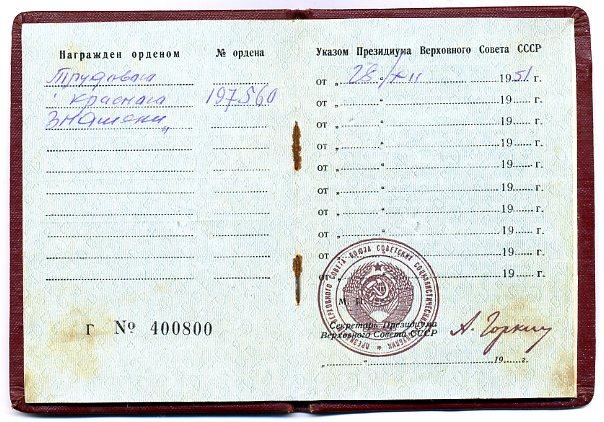 Награжден орденом № ордена
Трудового
Красного 197560
Знамени"
г № 400800
Указом Президиума Верховного Совета СССР
от „ 28 / XII 1951 г.
от „ “ 19 г.
от „ “ 19 г.
от „ “ 19 г.
от „ “ 19 г.
от „ “ 19 г.
от „ “ 19 г.
от „ “ 19 г.
от „ “ 19 г.
от „ “ 19 г.
М. П.
Секретарь Президиума
Верховного Совета СССР
А. Горкин
„ “ 19 г.